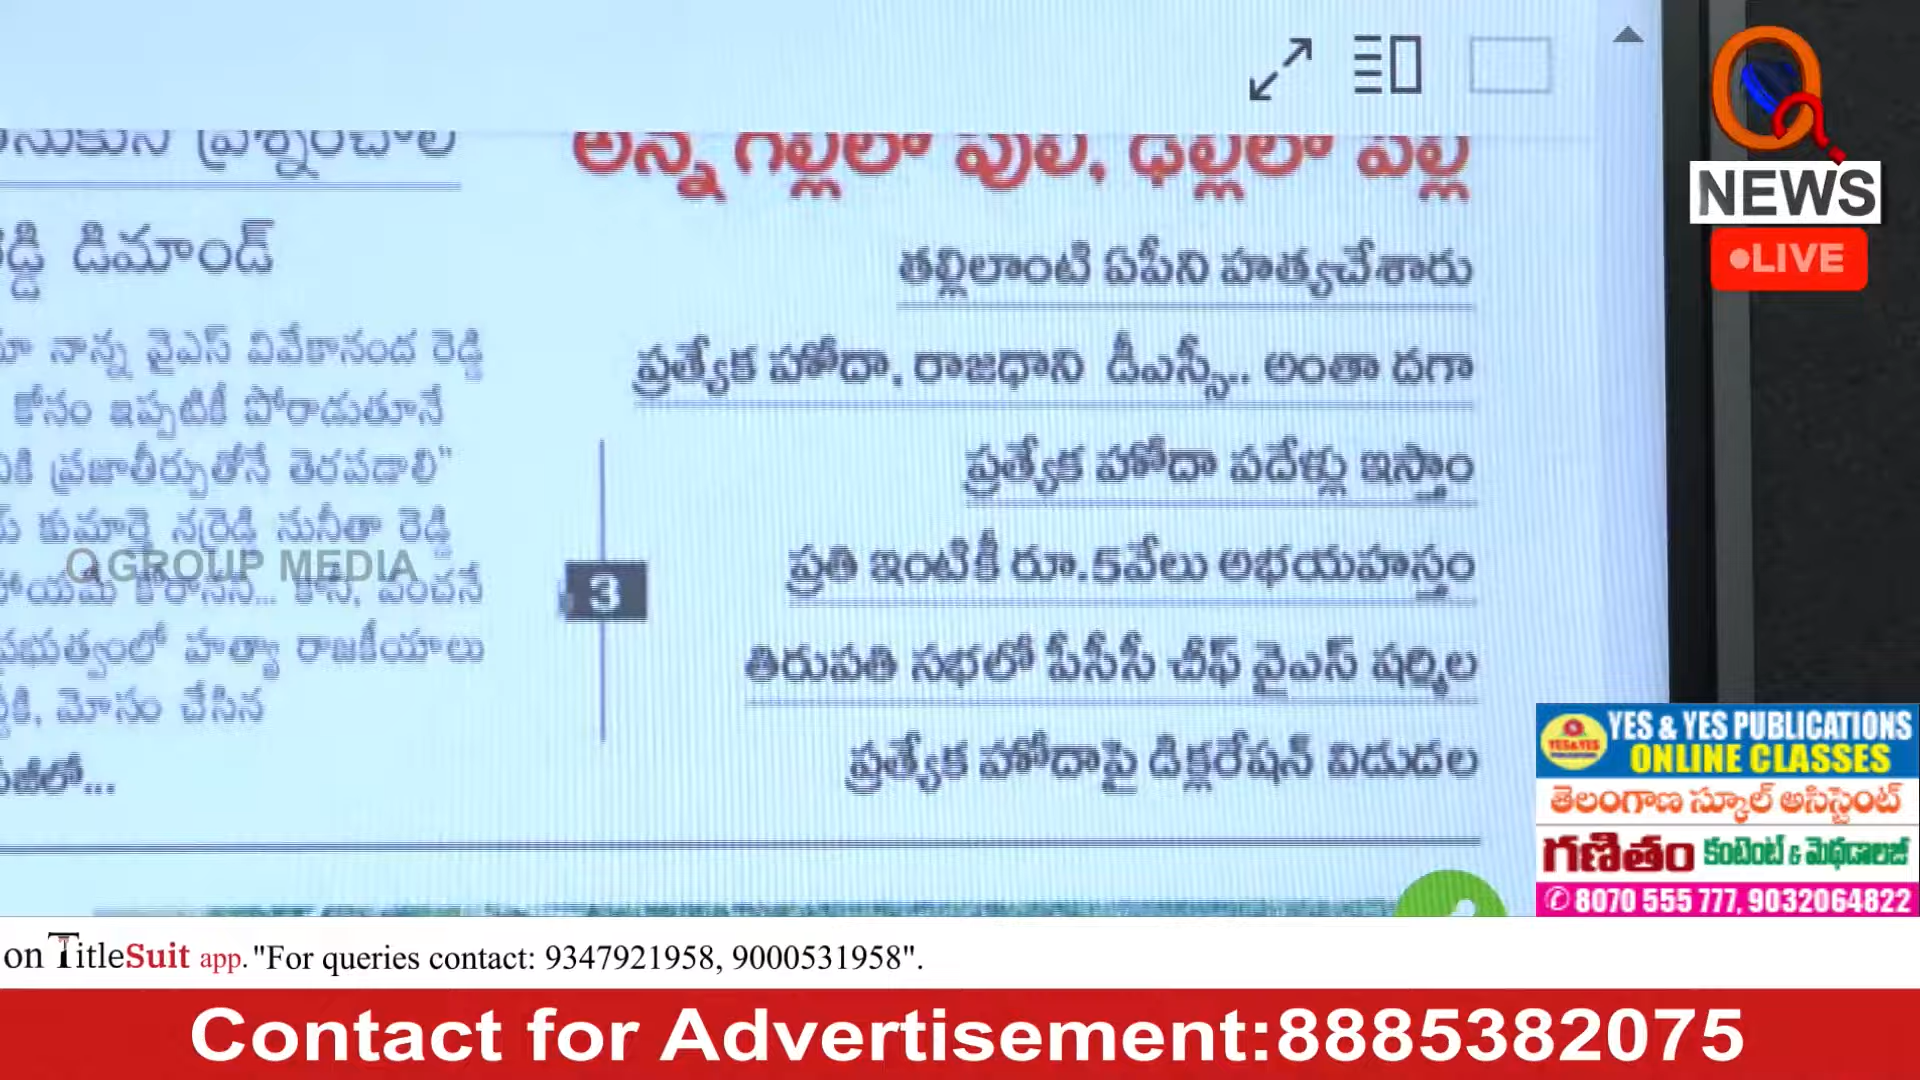 ప్రశ్నించాలి
డిమాండ్
నాన్న వైఎస్ వివేకానంద రెడ్డి
కోసం ఇప్పటికీ పోరాడుతూనే
ప్రజాతీర్పుతోనే తెరపడాలి"
కుమార్తె నర్రెడ్డి సునీతా రెడ్డి
హత్యా రాజకీయాలు
మోసం చేసిన
అన్న గల్లీలో పులి, ఢిల్లీలో పిల్లి
తల్లిలాంటి ఏపీని హత్యచేశారు
ప్రత్యేక హోదా, రాజధాని డీఎస్సీ.. అంతా దగా
ప్రత్యేక హోదా పదేళ్లు ఇస్తాం
ప్రతి ఇంటికీ రూ.5వేలు అభయహస్తం
తిరుపతి సభలో పీసీసీ చీఫ్ వైఎస్ షర్మిల
ప్రత్యేక హోదాపై డిక్లరేషన్ విడుదల
3
Q GROUP MEDIA
Q
NEWS
LIVE
YES & YES PUBLICATIONS
ONLINE CLASSES
తెలంగాణ స్కూల్ అసిస్టెంట్
గణితం కంటెంట్ & మెథడాలజీ
8070 555 777, 9032064822
on TitleSuit app. "For queries contact: 9347921958, 9000531958".
Contact for Advertisement:8885382075